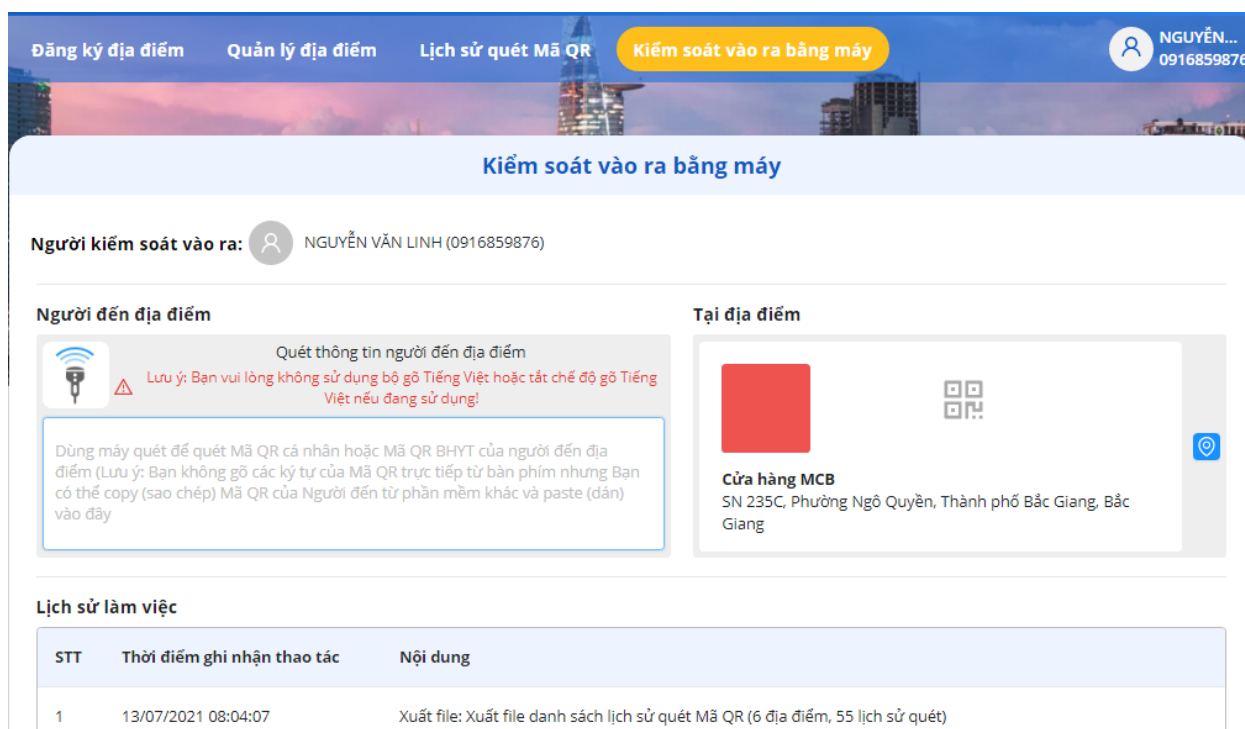 Đăng ký địa điểm Quản lý địa điểm Lịch sử quét Mã QR Kiểm soát vào ra bằng máy NGUYỄN...
0916859876
Kiểm soát vào ra bằng máy
Người kiểm soát vào ra: NGUYỄN VĂN LINH (0916859876)
Người đến địa điểm
Quét thông tin người đến địa điểm
Lưu ý: Bạn vui lòng không sử dụng bộ gõ Tiếng Việt hoặc tắt chế độ gõ Tiếng
Việt nếu đang sử dụng!
Dùng máy quét để quét Mã QR cá nhân hoặc Mã QR BHYT của người đến địa
điểm (Lưu ý: Bạn không gõ các ký tự của Mã QR trực tiếp từ bàn phím nhưng Bạn
có thể copy (sao chép) Mã QR của Người đến từ phần mềm khác và paste (dán)
vào đây
Tại địa điểm
Cửa hàng MCB
SN 235C, Phường Ngô Quyền, Thành phố Bắc Giang, Bắc
Giang
Lịch sử làm việc
STT Thời điểm ghi nhận thao tác Nội dung
1 13/07/2021 08:04:07 Xuất file: Xuất file danh sách lịch sử quét Mã QR (6 địa điểm, 55 lịch sử quét)